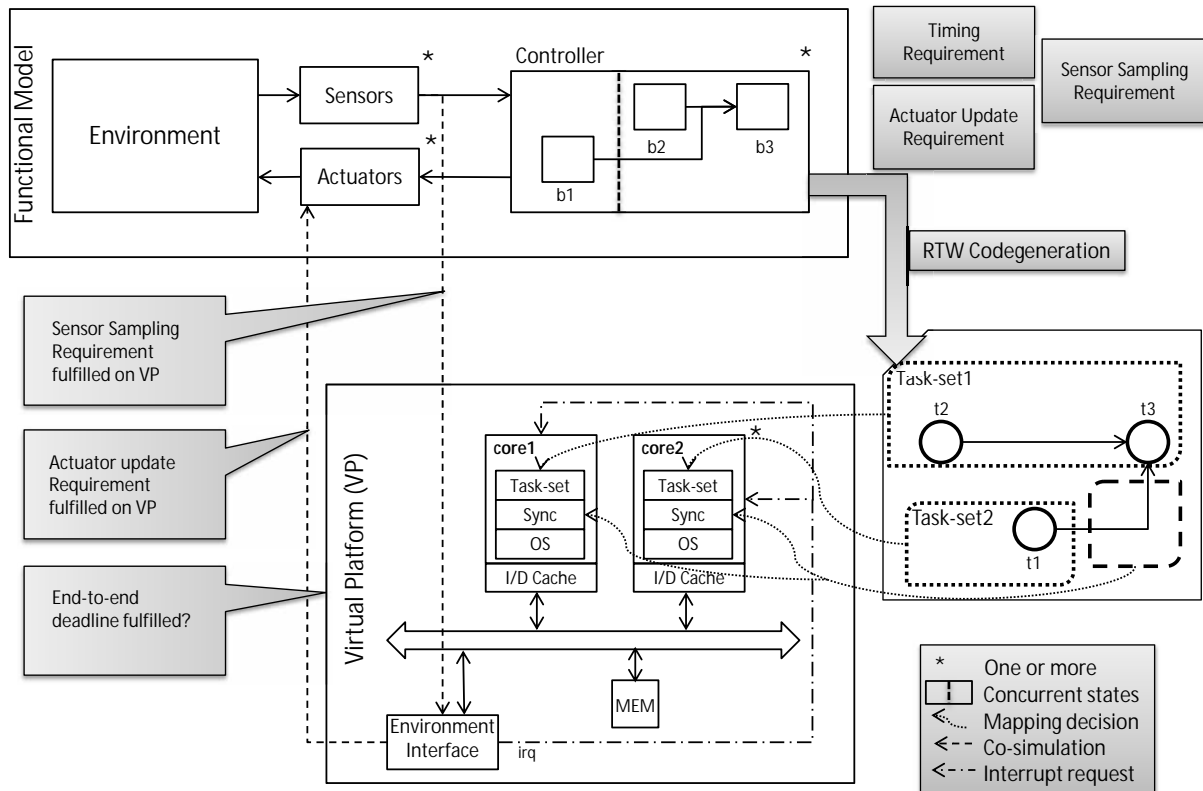 Functional Model
Environment
Sensors
*
Actuators
*
Controller
*
b1
b2
b3
Timing
Requirement
Sensor Sampling
Requirement
Actuator Update
Requirement
RTW Codegeneration
Sensor Sampling
Requirement
fulfilled on VP
Actuator update
Requirement
fulfilled on VP
End-to-end
deadline fulfilled?
Virtual Platform (VP)
core1
Task-set
Sync
OS
I/D Cache
*
core2
Task-set
Sync
OS
I/D Cache
MEM
Environment
Interface
irq
Task-set1
t2
t3
Task-set2
t1
* One or more
Concurrent states
Mapping decision
Co-simulation
Interrupt request